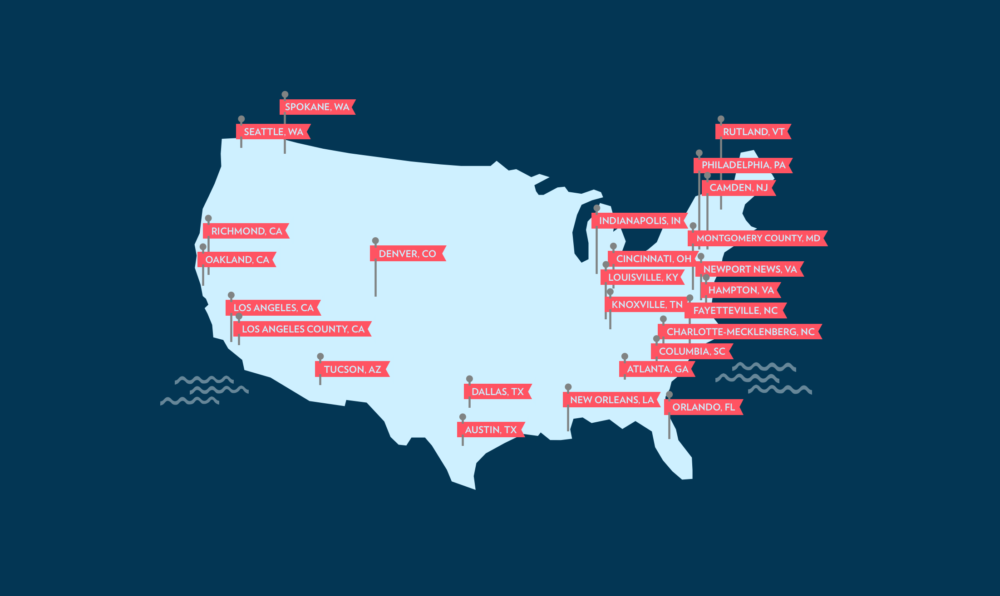 SPOKANE, WA
SEATTLE, WA
RUTLAND, VT
PHILADELPHIA, PA
CAMDEN, NJ
INDIANAPOLIS, IN
RICHMOND, CA
MONTGOMERY COUNTY, MD
DENVER, CO
OAKLAND, CA
CINCINNATI, OH
NEWPORT NEWS, VA
LOUISVILLE, KY
HAMPTON, VA
KNOXVILLE, TN
LOS ANGELES, CA
FAYETTEVILLE, NC
LOS ANGELES COUNTY, CA
CHARLOTTE-MECKLENBERG, NC
COLUMBIA, SC
TUCSON, AZ
ATLANTA, GA
DALLAS, TX
NEW ORLEANS, LA
ORLANDO, FL
AUSTIN, TX